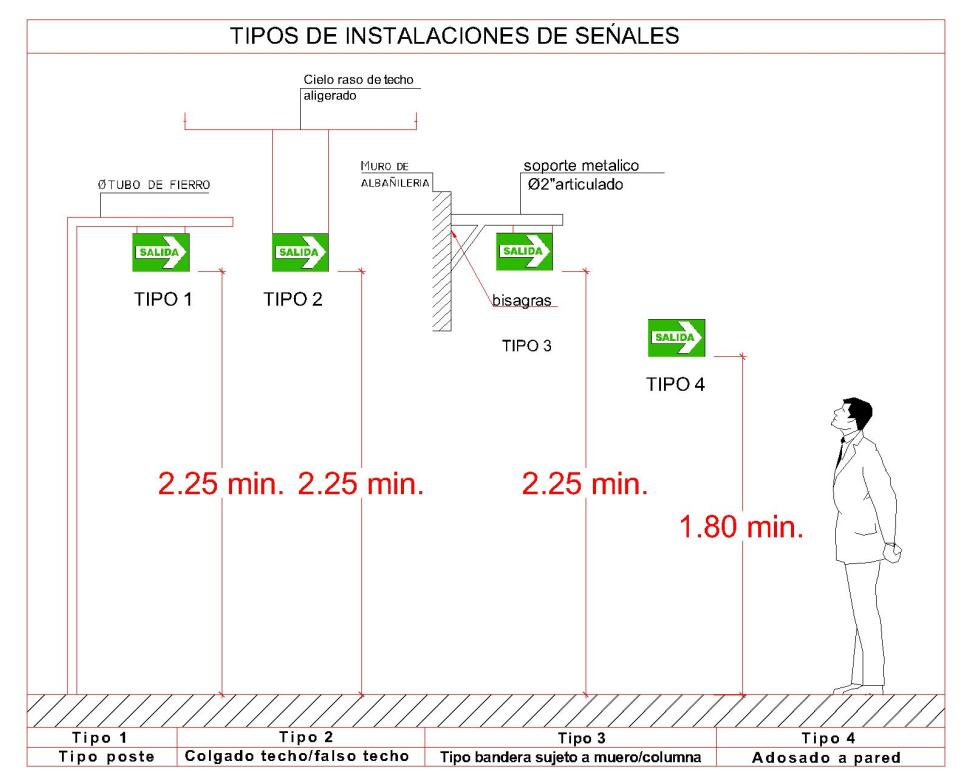 TIPOS DE INSTALACIONES DE SEÑALES
Cielo raso de techo
aligerado
MURO DE
ALBAÑILERIA
soporte metalico
Ø2"articulado
ØTUBO DE FIERRO
SALIDA
SALIDA
SALIDA
TIPO 1
TIPO 2
bisagras
TIPO 3
SALIDA
TIPO 4
2.25 min.
2.25 min.
2.25 min.
1.80 min.
Tipo 1
Tipo 2
Tipo 3
Tipo 4
Tipo poste
Colgado techo/falso techo
Tipo bandera sujeto a muero/columna
Adosado a pared